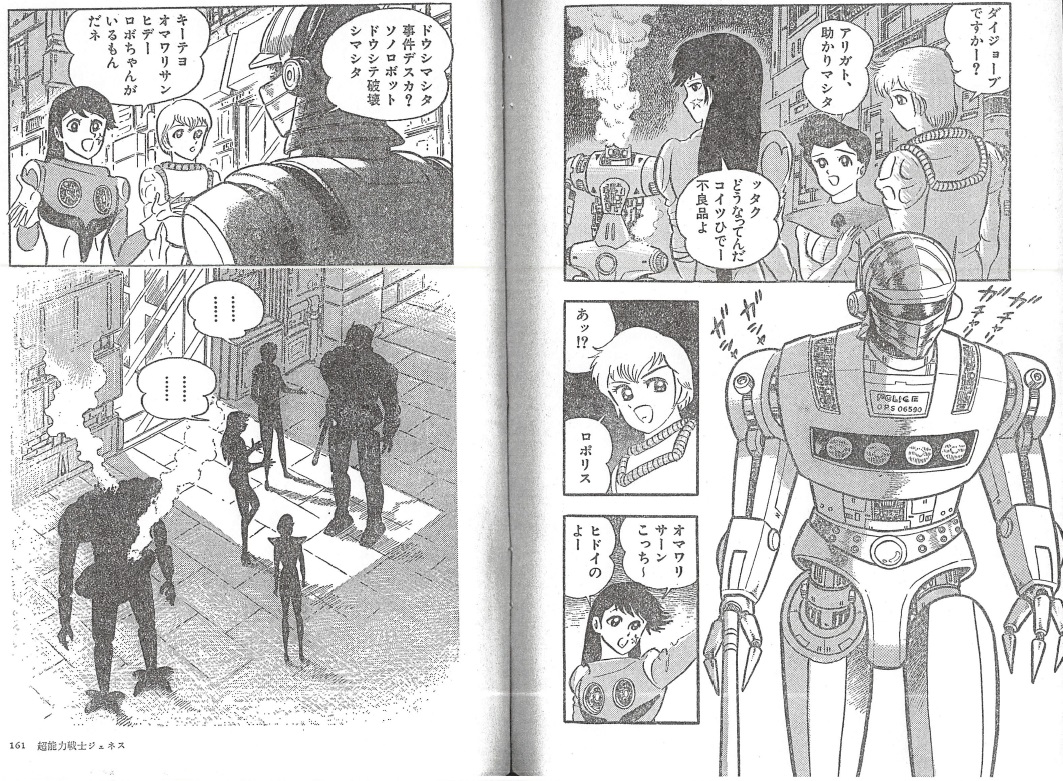 ダイジョーブ
ですかー?
アリガト、
助かりマシタ
ッタク
どうなってんだ
コイツひでー
不良品よ
ガチャ
ガチャ
ガチャ
ガチャ
POLICE
OPS 06590
あッ!?
ロポリス
オマワリ
サーン
こっち〜
ヒドイの
よー
ドウシマシタ
事件デスカ?
ソノロボット
ドウシテ破壊
シマシタ
キーテヨ
オマワリサン
ヒデー
ロボちゃんが
いるもん
だネ
……
……
……
……
161 超能力戦士ジェネス